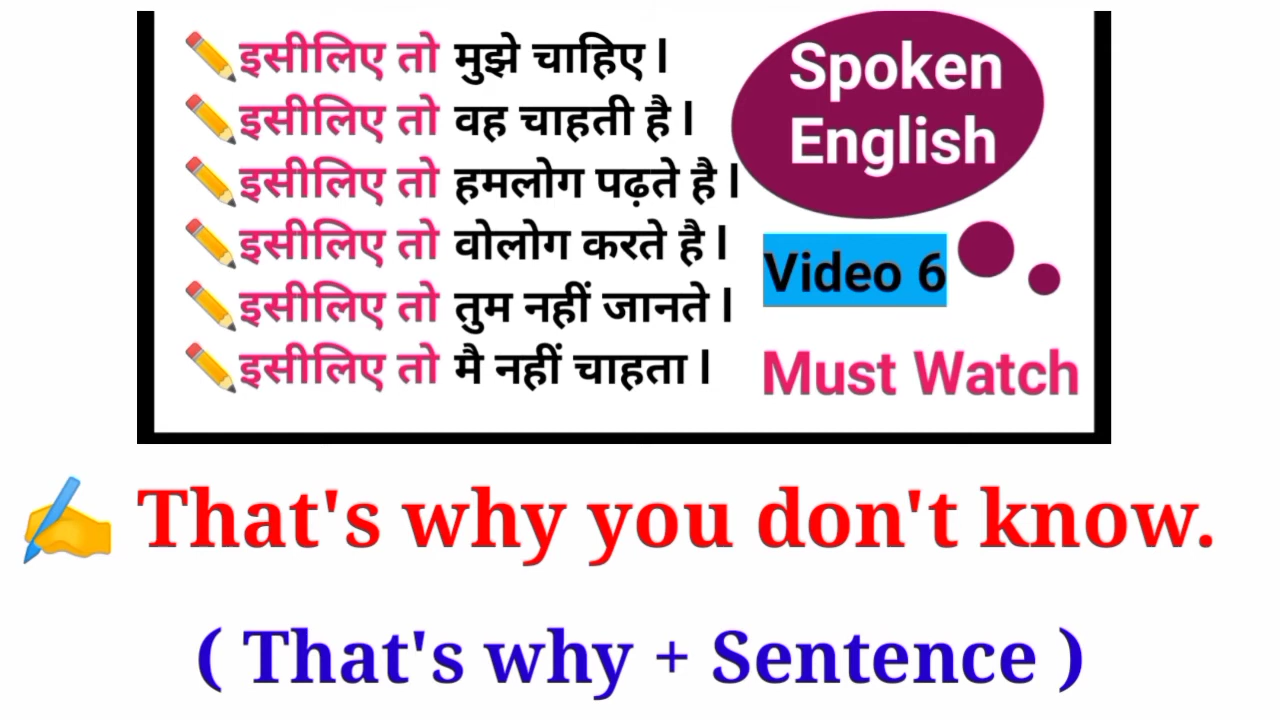 ✏️इसीलिए तो मुझे चाहिए l
✏️इसीलिए तो वह चाहती है l
✏️इसीलिए तो हमलोग पढ़ते है l
✏️इसीलिए तो वोलोग करते है l
✏️इसीलिए तो तुम नहीं जानते l
✏️इसीलिए तो मै नहीं चाहता l
Spoken
English
Video 6
Must Watch
✍️ That's why you don't know.
( That's why + Sentence )